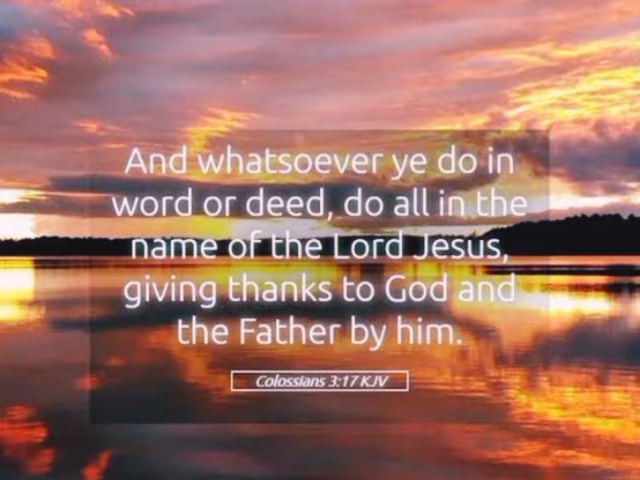 And whatsoever ye do in
word or deed, do all in the
name of the Lord Jesus,
giving thanks to God and
the Father by him.
Colossians 3:17 KJV